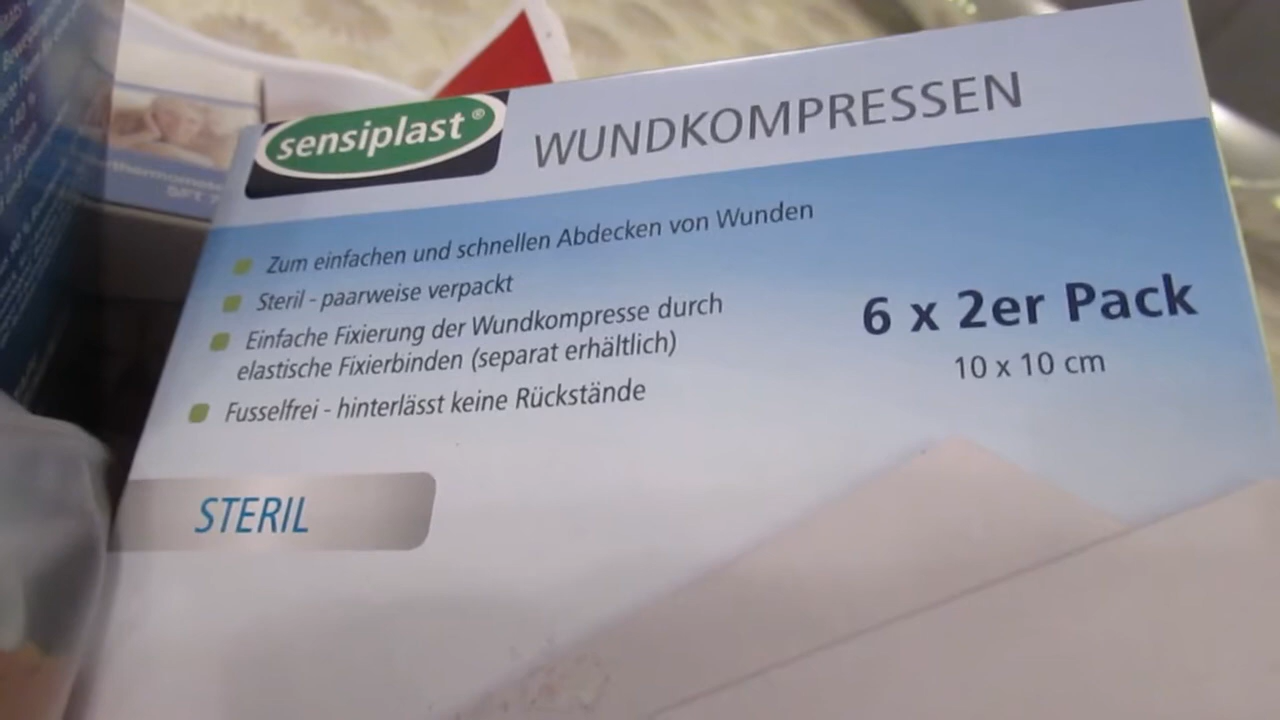 sensiplast®
WUNDKOMPRESSEN
Zum einfachen und schnellen Abdecken von Wunden
Steril - paarweise verpackt
Einfache Fixierung der Wundkompresse durch
elastische Fixierbinden (separat erhältlich)
Fusselfrei - hinterlässt keine Rückstände
6 x 2er Pack
10 x 10 cm
STERIL